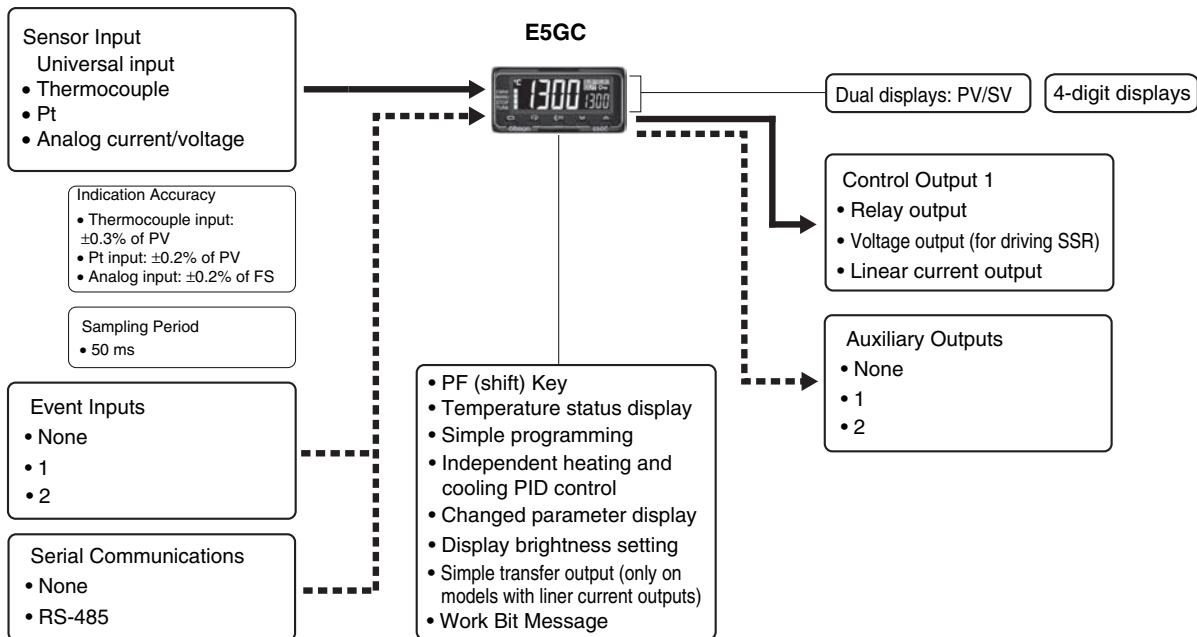 E5GC
Sensor Input
Universal input
• Thermocouple
• Pt
• Analog current/voltage
Indication Accuracy
• Thermocouple input:
±0.3% of PV
• Pt input: ±0.2% of PV
• Analog input: ±0.2% of FS
Sampling Period
• 50 ms
Event Inputs
• None
• 1
• 2
Serial Communications
• None
• RS-485
°C
1300
1300
• PF (shift) Key
• Temperature status display
• Simple programming
• Independent heating and
cooling PID control
• Changed parameter display
• Display brightness setting
• Simple transfer output (only on
models with liner current outputs)
• Work Bit Message
Dual displays: PV/SV
4-digit displays
Control Output 1
• Relay output
• Voltage output (for driving SSR)
• Linear current output
Auxiliary Outputs
• None
• 1
• 2